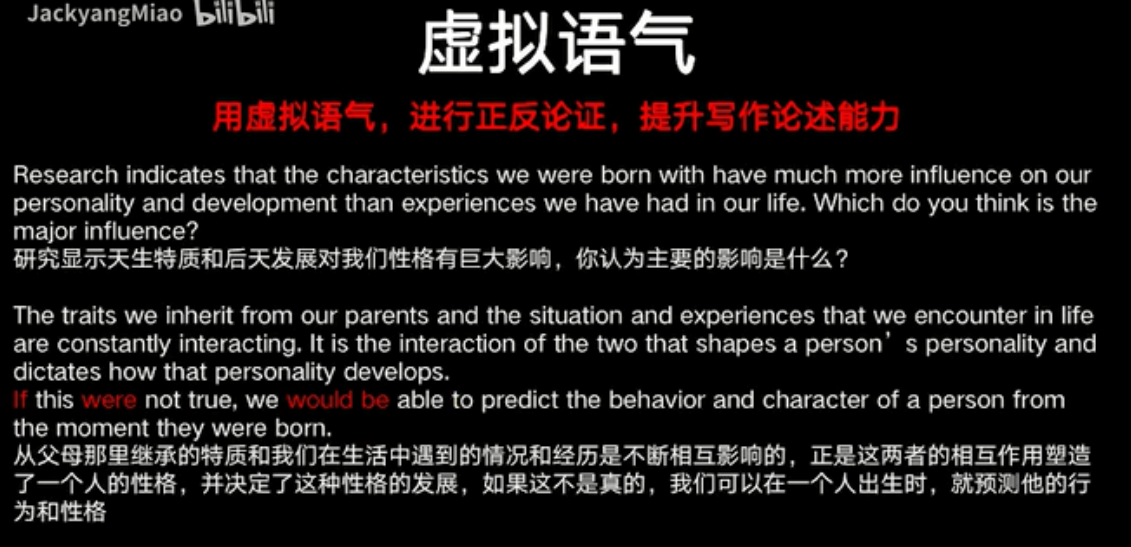 JackyangMiao bilibili
虚拟语气
用虚拟语气，进行正反论证，提升写作论述能力
Research indicates that the characteristics we were born with have much more influence on our
personality and development than experiences we have had in our life. Which do you think is the
major influence?
研究显示天生特质和后天发展对我们性格有巨大影响，你认为主要的影响是什么？
The traits we inherit from our parents and the situation and experiences that we encounter in life
are constantly interacting. It is the interaction of the two that shapes a person’s personality and
dictates how that personality develops.
If this were not true, we would be able to predict the behavior and character of a person from
the moment they were born.
从父母那里继承的特质和我们在生活中遇到的情况和经历是不断相互影响的，正是这两者的相互作用塑造
了一个人的性格，并决定了这种性格的发展，如果这不是真的，我们可以在一个人出生时，就预测他的行
为和性格